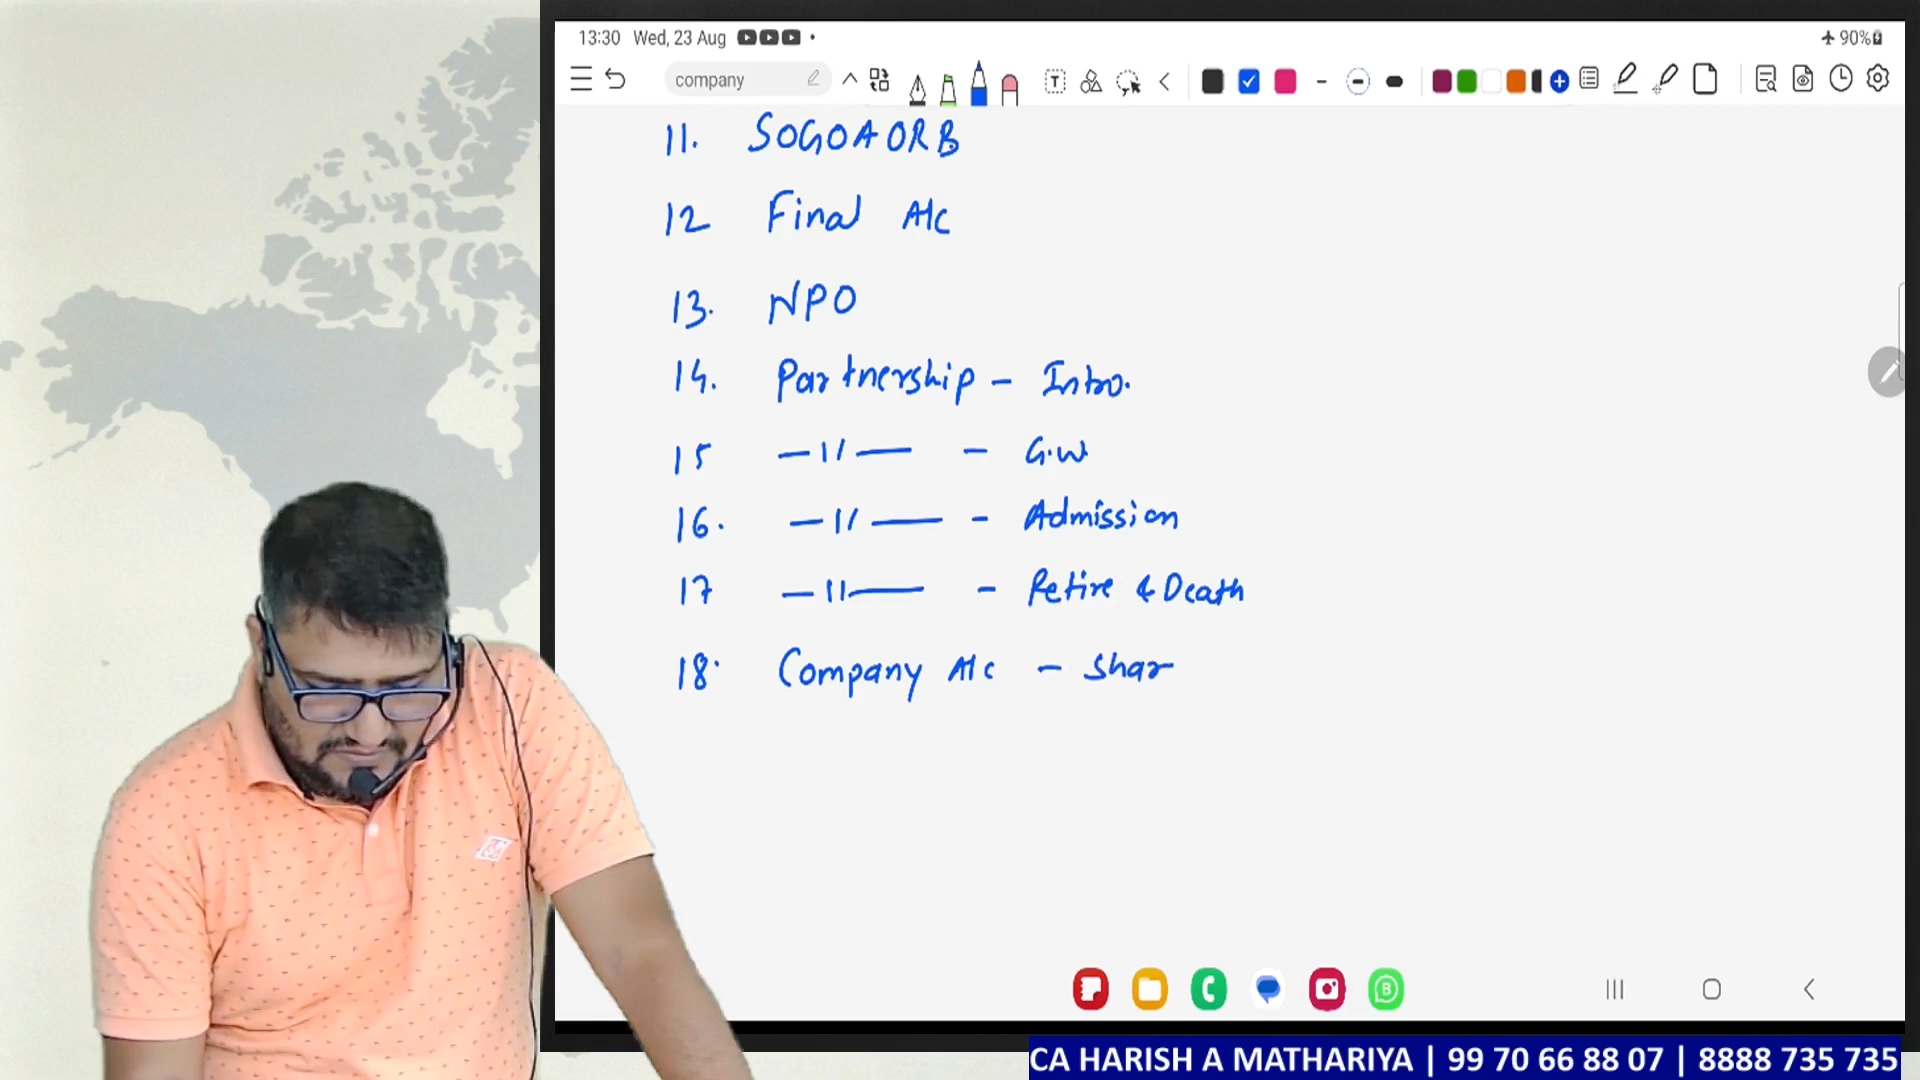 13:30 Wed, 23 Aug
90%
company
11. SOGOAORB
12 Final A/c
13. NPO
14. Partnership - Intro.
15 —11— - G.W.
16. —11— - Admission
17 —11— - Retire & Death
18. Company A/c - Shar
CA HARISH A MATHARIYA | 99 70 66 88 07 | 8888 735 735